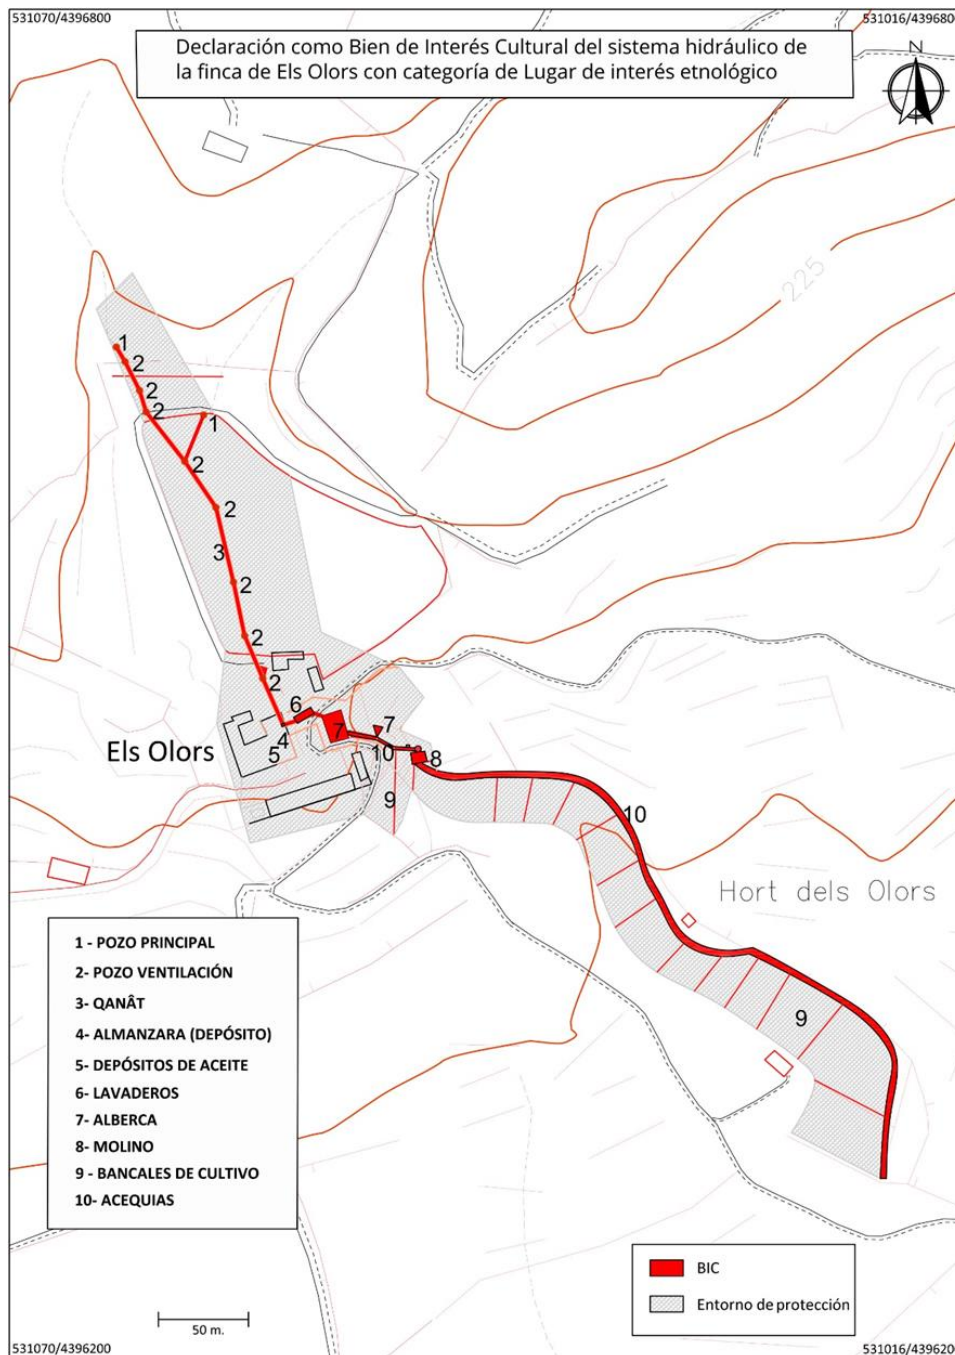 531070/4396800
531016/4396800
Declaración como Bien de Interés Cultural del sistema hidráulico de
la finca de Els Olors con categoría de Lugar de interés etnológico
N
225
1
2
2
2
1
2
2
3
2
2
2
6
4
7
7
5
10
8
Els Olors
9
10
Hort dels Olors
9
1 - POZO PRINCIPAL
2- POZO VENTILACIÓN
3- QANÂT
4- ALMANZARA (DEPÓSITO)
5- DEPÓSITOS DE ACEITE
6- LAVADEROS
7- ALBERCA
8- MOLINO
9 - BANCALES DE CULTIVO
10- ACEQUIAS
BIC
Entorno de protección
50 m.
531070/4396200
531016/4396200